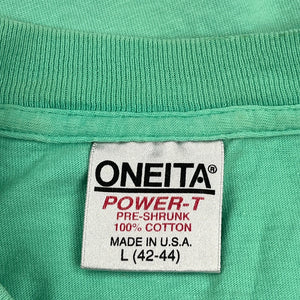 ONEITA®
POWER-T
PRE-SHRUNK
100% COTTON
MADE IN U.S.A.
L (42-44)